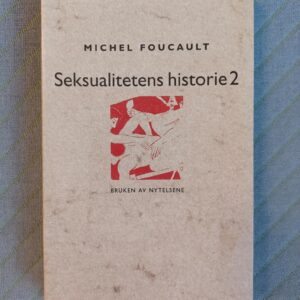 MICHEL FOUCAULT
Seksualitetens historie 2
BRUKEN AV NYTELSENE